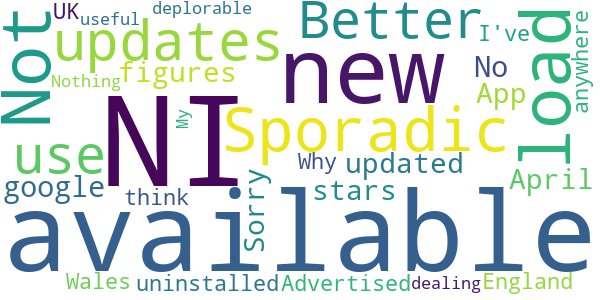 UK
useful
deplorable
Not
updates
Better
I've
load
anywhere
Nothing
figures
new
No
App
NI
My
Sporadic
use
Why
updated
google
think
Sorry
stars
April
available
Wales
uninstalled
Advertised
dealing
England